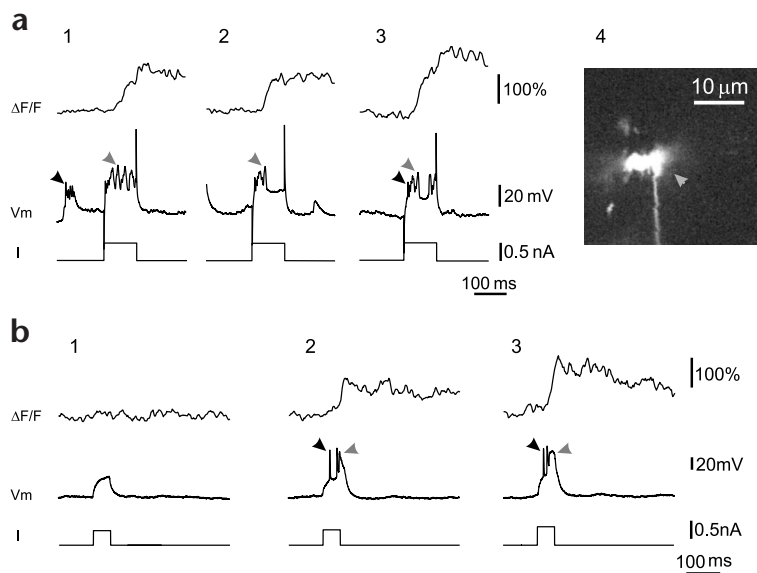 a
1 2 3 4
ΔF/F
100%
10 μm
Vm
20 mV
I
0.5 nA
100 ms
b
1 2 3
ΔF/F
100%
Vm
20mV
I
0.5nA
100 ms